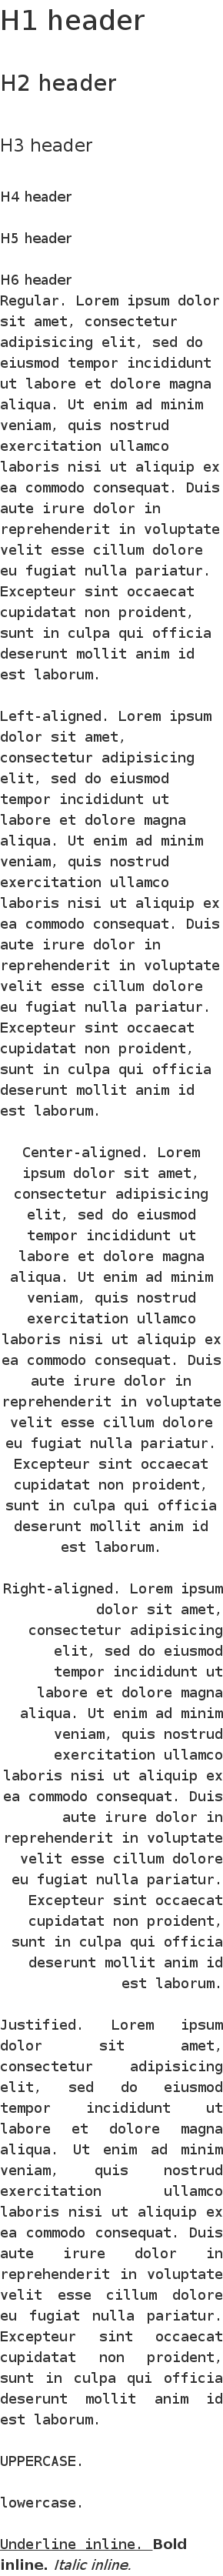 H1 header
H2 header
H3 header
H4 header
H5 header
H6 header
Regular. Lorem ipsum dolor
sit amet, consectetur
adipisicing elit, sed do
eiusmod tempor incididunt
ut labore et dolore magna
aliqua. Ut enim ad minim
veniam, quis nostrud
exercitation ullamco
laboris nisi ut aliquip ex
ea commodo consequat. Duis
aute irure dolor in
reprehenderit in voluptate
velit esse cillum dolore
eu fugiat nulla pariatur.
Excepteur sint occaecat
cupidatat non proident,
sunt in culpa qui officia
deserunt mollit anim id
est laborum.
Left-aligned. Lorem ipsum
dolor sit amet,
consectetur adipisicing
elit, sed do eiusmod
tempor incididunt ut
labore et dolore magna
aliqua. Ut enim ad minim
veniam, quis nostrud
exercitation ullamco
laboris nisi ut aliquip ex
ea commodo consequat. Duis
aute irure dolor in
reprehenderit in voluptate
velit esse cillum dolore
eu fugiat nulla pariatur.
Excepteur sint occaecat
cupidatat non proident,
sunt in culpa qui officia
deserunt mollit anim id
est laborum.
Center-aligned. Lorem
ipsum dolor sit amet,
consectetur adipisicing
elit, sed do eiusmod
tempor incididunt ut
labore et dolore magna
aliqua. Ut enim ad minim
veniam, quis nostrud
exercitation ullamco
laboris nisi ut aliquip ex
ea commodo consequat. Duis
aute irure dolor in
reprehenderit in voluptate
velit esse cillum dolore
eu fugiat nulla pariatur.
Excepteur sint occaecat
cupidatat non proident,
sunt in culpa qui officia
deserunt mollit anim id
est laborum.
Right-aligned. Lorem ipsum
dolor sit amet,
consectetur adipisicing
elit, sed do eiusmod
tempor incididunt ut
labore et dolore magna
aliqua. Ut enim ad minim
veniam, quis nostrud
exercitation ullamco
laboris nisi ut aliquip ex
ea commodo consequat. Duis
aute irure dolor in
reprehenderit in voluptate
velit esse cillum dolore
eu fugiat nulla pariatur.
Excepteur sint occaecat
cupidatat non proident,
sunt in culpa qui officia
deserunt mollit anim id
est laborum.
Justified. Lorem ipsum
dolor sit amet,
consectetur adipisicing
elit, sed do eiusmod
tempor incididunt ut
labore et dolore magna
aliqua. Ut enim ad minim
veniam, quis nostrud
exercitation ullamco
laboris nisi ut aliquip ex
ea commodo consequat. Duis
aute irure dolor in
reprehenderit in voluptate
velit esse cillum dolore
eu fugiat nulla pariatur.
Excepteur sint occaecat
cupidatat non proident,
sunt in culpa qui officia
deserunt mollit anim id
est laborum.
UPPERCASE.
lowercase.
Underline inline. Bold
inline. Italic inline.